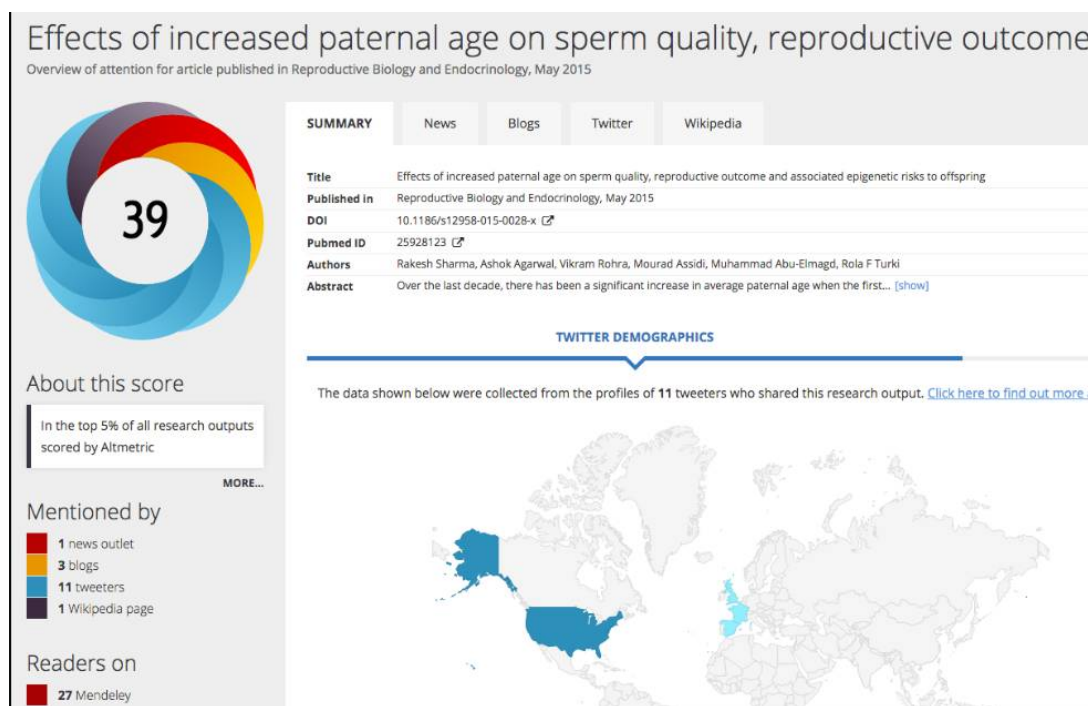 Effects of increased paternal age on sperm quality, reproductive outcome
Overview of attention for article published in Reproductive Biology and Endocrinology, May 2015
39
SUMMARY News Blogs Twitter Wikipedia
Title Effects of increased paternal age on sperm quality, reproductive outcome and associated epigenetic risks to offspring
Published in Reproductive Biology and Endocrinology, May 2015
DOI 10.1186/s12958-015-0028-x
Pubmed ID 25928123
Authors Rakesh Sharma, Ashok Agarwal, Vikram Rohra, Mourad Assidi, Muhammad Abu-Elmagd, Rola F Turki
Abstract Over the last decade, there has been a significant increase in average paternal age when the first... [show]
TWITTER DEMOGRAPHICS
The data shown below were collected from the profiles of 11 tweeters who shared this research output. Click here to find out more
About this score
In the top 5% of all research outputs
scored by Altmetric
MORE...
Mentioned by
1 news outlet
3 blogs
11 tweeters
1 Wikipedia page
Readers on
27 Mendeley